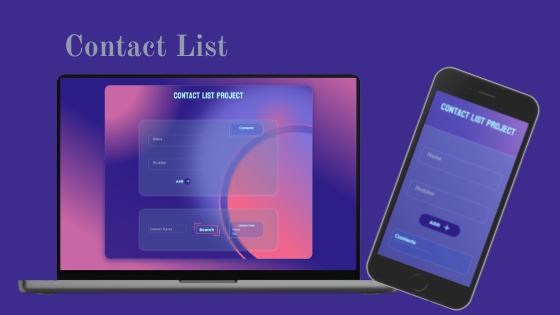 Contact List
CONTACT LIST PROJECT
Contacts
Name
Number
ADD +
Contact Name
Search
CONTACT LIST PROJECT
Name
Number
ADD +
Contacts